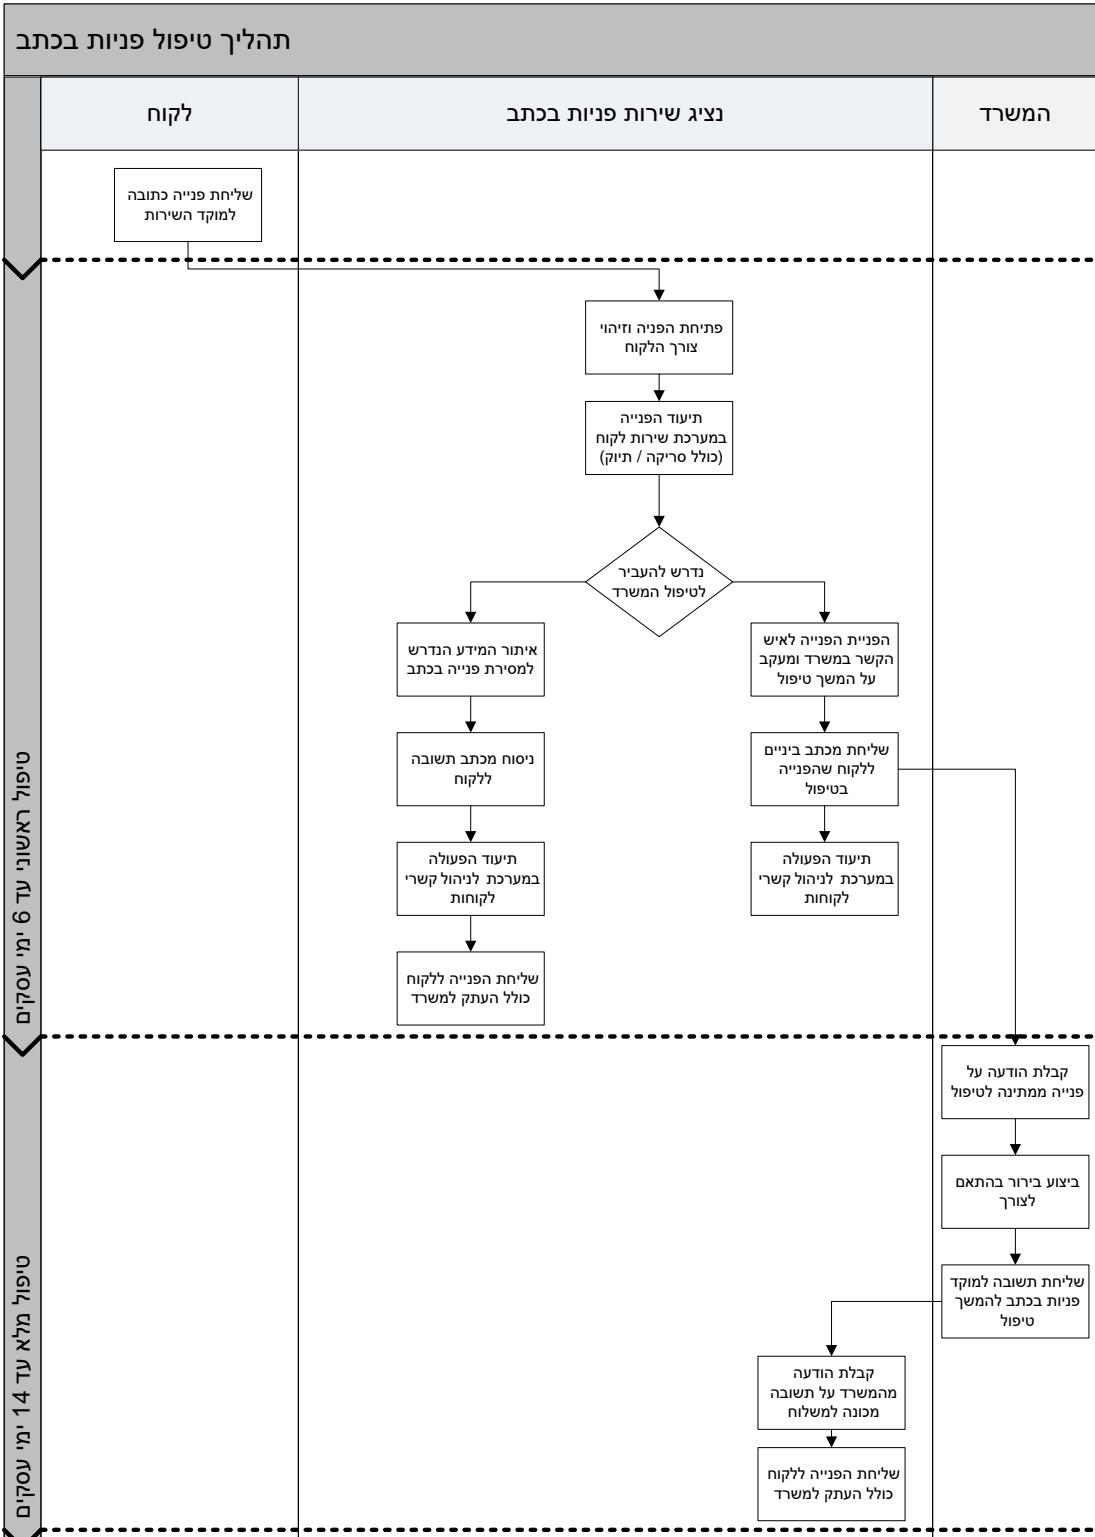 תהליך טיפול פניות בכתב
המשרד
נציג שירות פניות בכתב
לקוח
שליחת פנייה כתובה
למוקד השירות
טיפול ראשוני עד 6 ימי עסקים
פתיחת הפניה וזיהוי
צורך הלקוח
תיעוד הפנייה
במערכת שירות לקוח
(כולל סריקה / תיוק)
נדרש להעביר
לטיפול המשרד
הפניית הפנייה לאיש
הקשר במשרד ומעקב
על המשך טיפול
שליחת מכתב ביניים
ללקוח שהפנייה
בטיפול
תיעוד הפעולה
במערכת לניהול קשרי
לקוחות
איתור המידע הנדרש
למסירת פנייה בכתב
ניסוח מכתב תשובה
ללקוח
תיעוד הפעולה
במערכת לניהול קשרי
לקוחות
שליחת הפנייה ללקוח
כולל העתק למשרד
טיפול מלא עד 14 ימי עסקים
קבלת הודעה על
פנייה ממתינה לטיפול
ביצוע בירור בהתאם
לצורך
שליחת תשובה למוקד
פניות בכתב להמשך
טיפול
קבלת הודעה
מהמשרד על תשובה
מכונה למשלוח
שליחת הפנייה ללקוח
כולל העתק למשרד